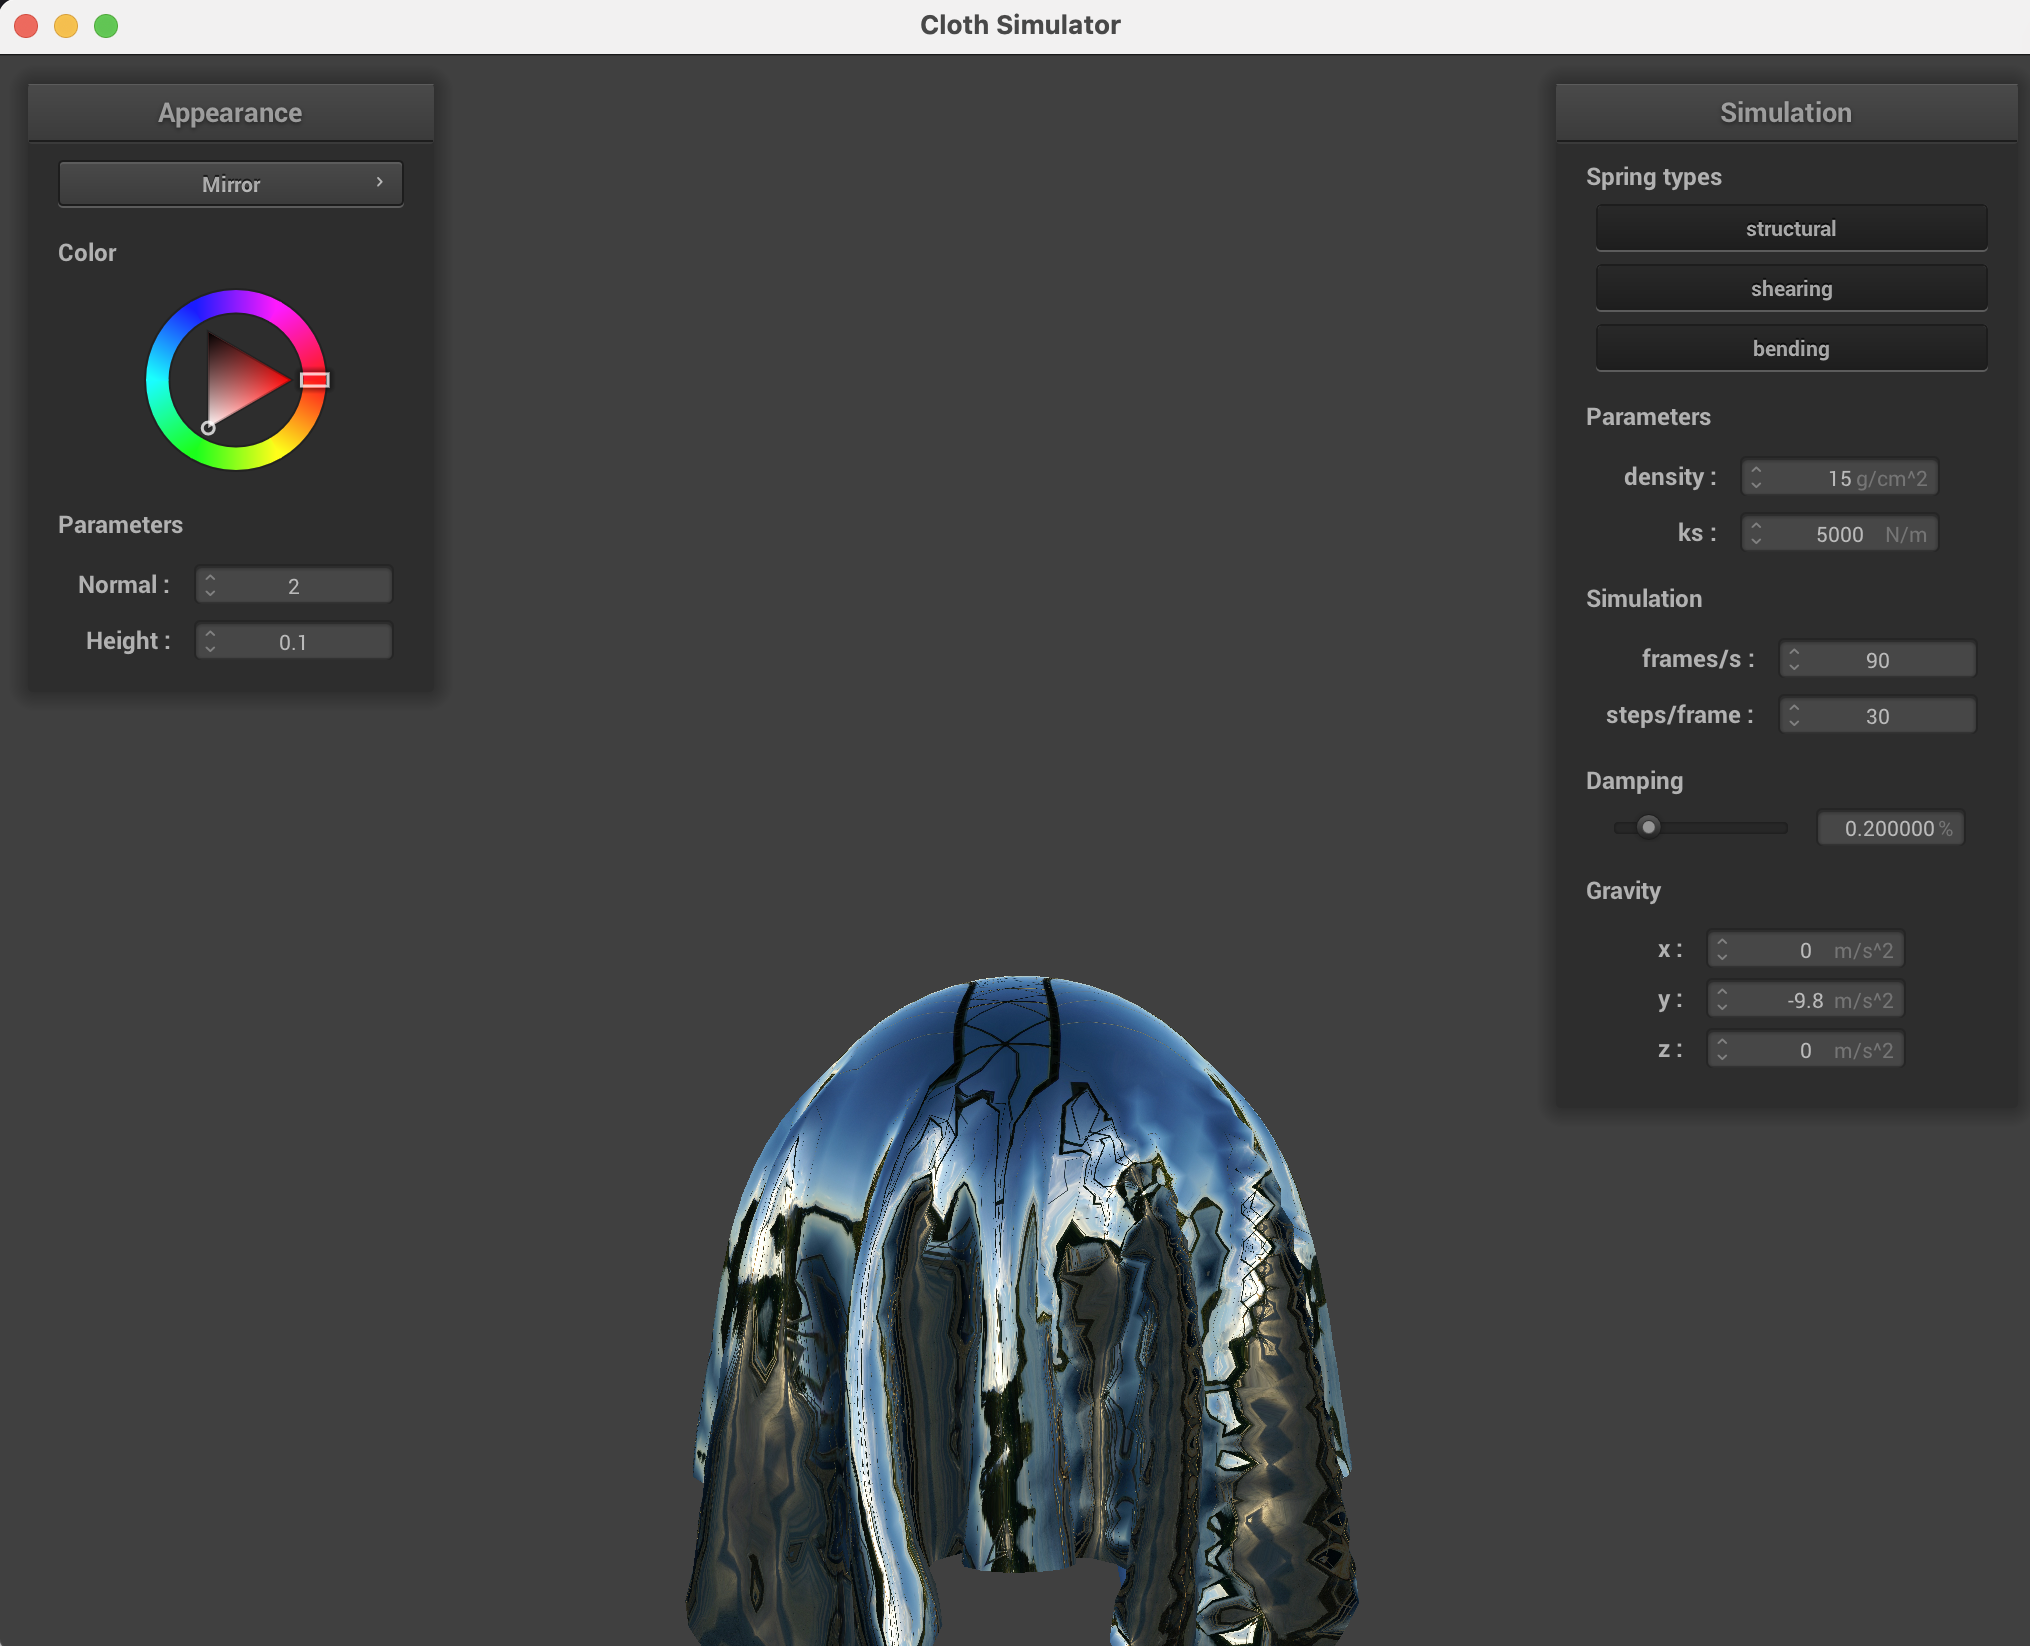 Cloth Simulator
Appearance
Mirror
Color
Parameters
Normal : 2
Height : 0.1
Simulation
Spring types
structural
shearing
bending
Parameters
density : 15 g/cm^2
ks : 5000 N/m
Simulation
frames/s : 90
steps/frame : 30
Damping
0.200000 %
Gravity
x : 0 m/s^2
y : -9.8 m/s^2
z : 0 m/s^2